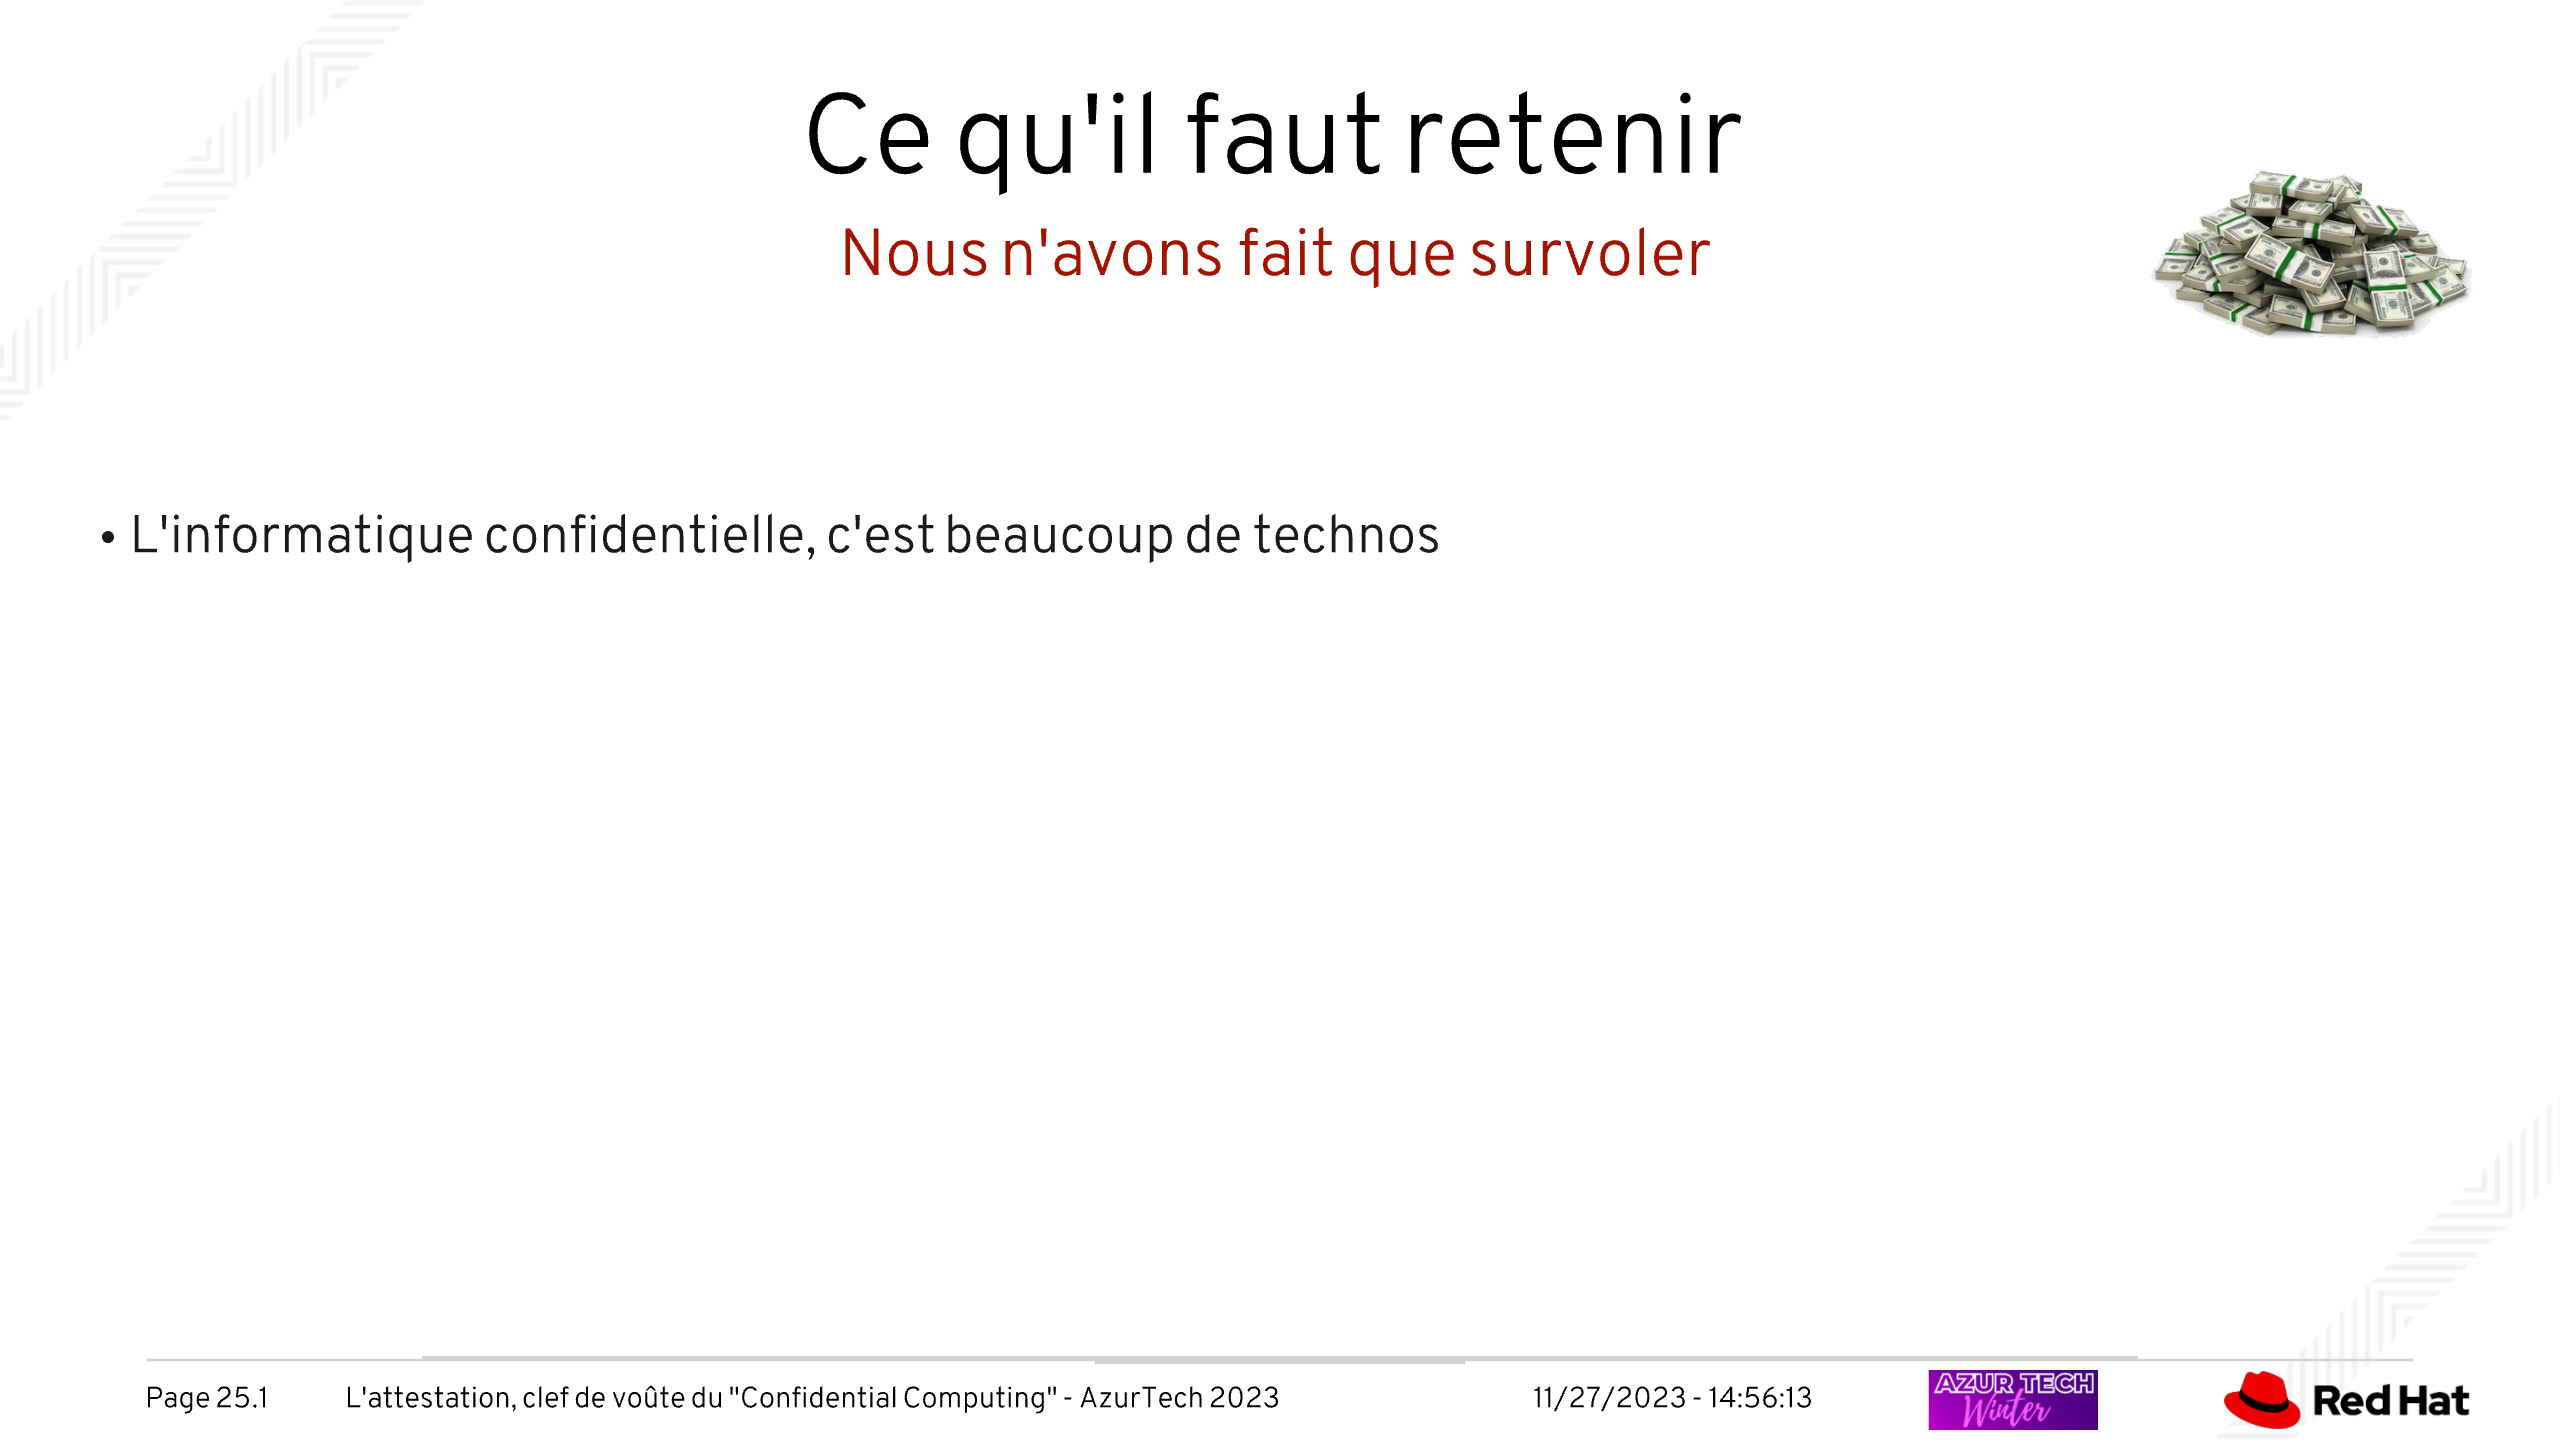 Ce qu'il faut retenir
Nous n'avons fait que survoler
• L'informatique confidentielle, c'est beaucoup de technos
Page 25.1 L'attestation, clef de voûte du "Confidential Computing" - AzurTech 2023 11/27/2023 - 14:56:13
AZUR TECH
Winter
Red Hat